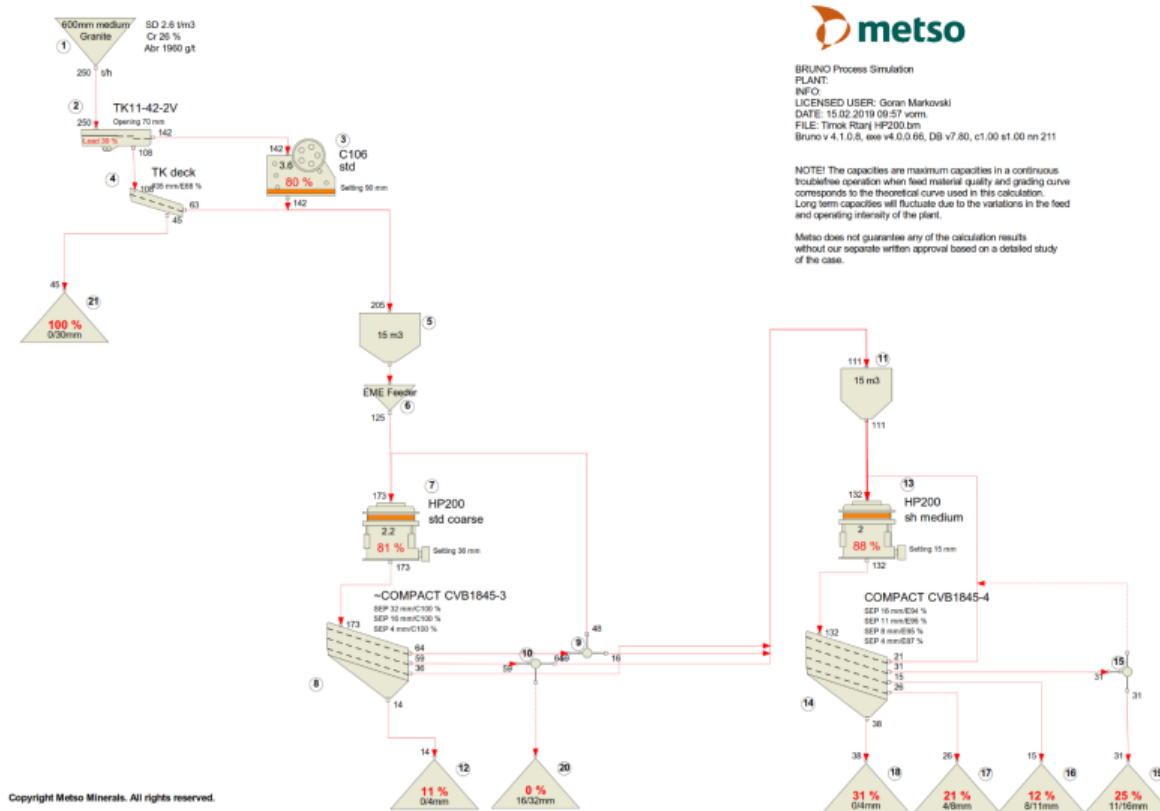 600mm medium
Granite
SD 2.6 t/m3
Cr 26 %
Abr 1960 g/t
1
250 t/h
2
TK11-42-2V
Opening 70 mm
250
Load 39 %
142
108
3
142
C106
std
3.6
80 %
Setting 90 mm
142
4
TK deck
108
63
45
45
21
100 %
0/30mm
205
5
15 m3
EME Feeder
6
125
7
173
HP200
std coarse
2.2
81 %
Setting 36 mm
173
~COMPACT CVB1845-3
SEP 32 mm/C100 %
SEP 16 mm/C100 %
SEP 4 mm/C100 %
173
64
59
36
8
14
9
48
16
10
59
14
12
11 %
0/4mm
20
0 %
16/32mm
metso
BRUNO Process Simulation
PLANT:
INFO:
LICENSED USER: Goran Markovski
DATE: 15.02.2019 09:57 vorm.
FILE: Timok Rtanj HP200.bm
Bruno v 4.1.0.8, exe v4.0.0.66, DB v7.80, c1.00 s1.00 nn 211
NOTE! The capacities are maximum capacities in a continuous
troublefree operation when feed material quality and grading curve
corresponds to the theoretical curve used in this calculation.
Long term capacities will fluctuate due to the variations in the feed
and operating intensity of the plant.
Metso does not guarantee any of the calculation results
without our separate written approval based on a detailed study
of the case.
111
11
15 m3
111
13
132
HP200
sh medium
2
88 %
Setting 15 mm
132
COMPACT CVB1845-4
SEP 16 mm/E94 %
SEP 11 mm/E96 %
SEP 8 mm/E95 %
SEP 4 mm/E87 %
132
21
31
15
26
14
38
31
15
31
38
18
31 %
0/4mm
26
17
21 %
4/8mm
15
16
12 %
8/11mm
31
19
25 %
11/16mm
Copyright Metso Minerals. All rights reserved.